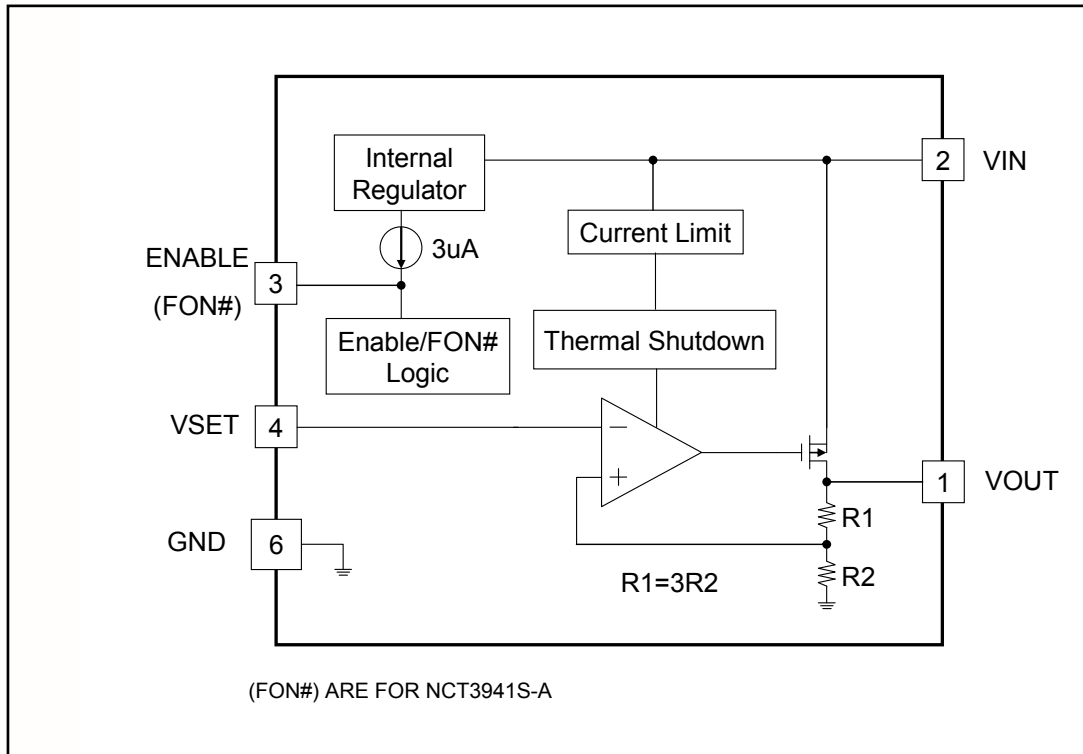 Internal
Regulator
2
VIN
3uA
Current Limit
ENABLE
3
(FON#)
Enable/FON#
Logic
Thermal Shutdown
VSET
4
−
+
1
VOUT
R1
GND
6
R1=3R2
R2
(FON#) ARE FOR NCT3941S-A